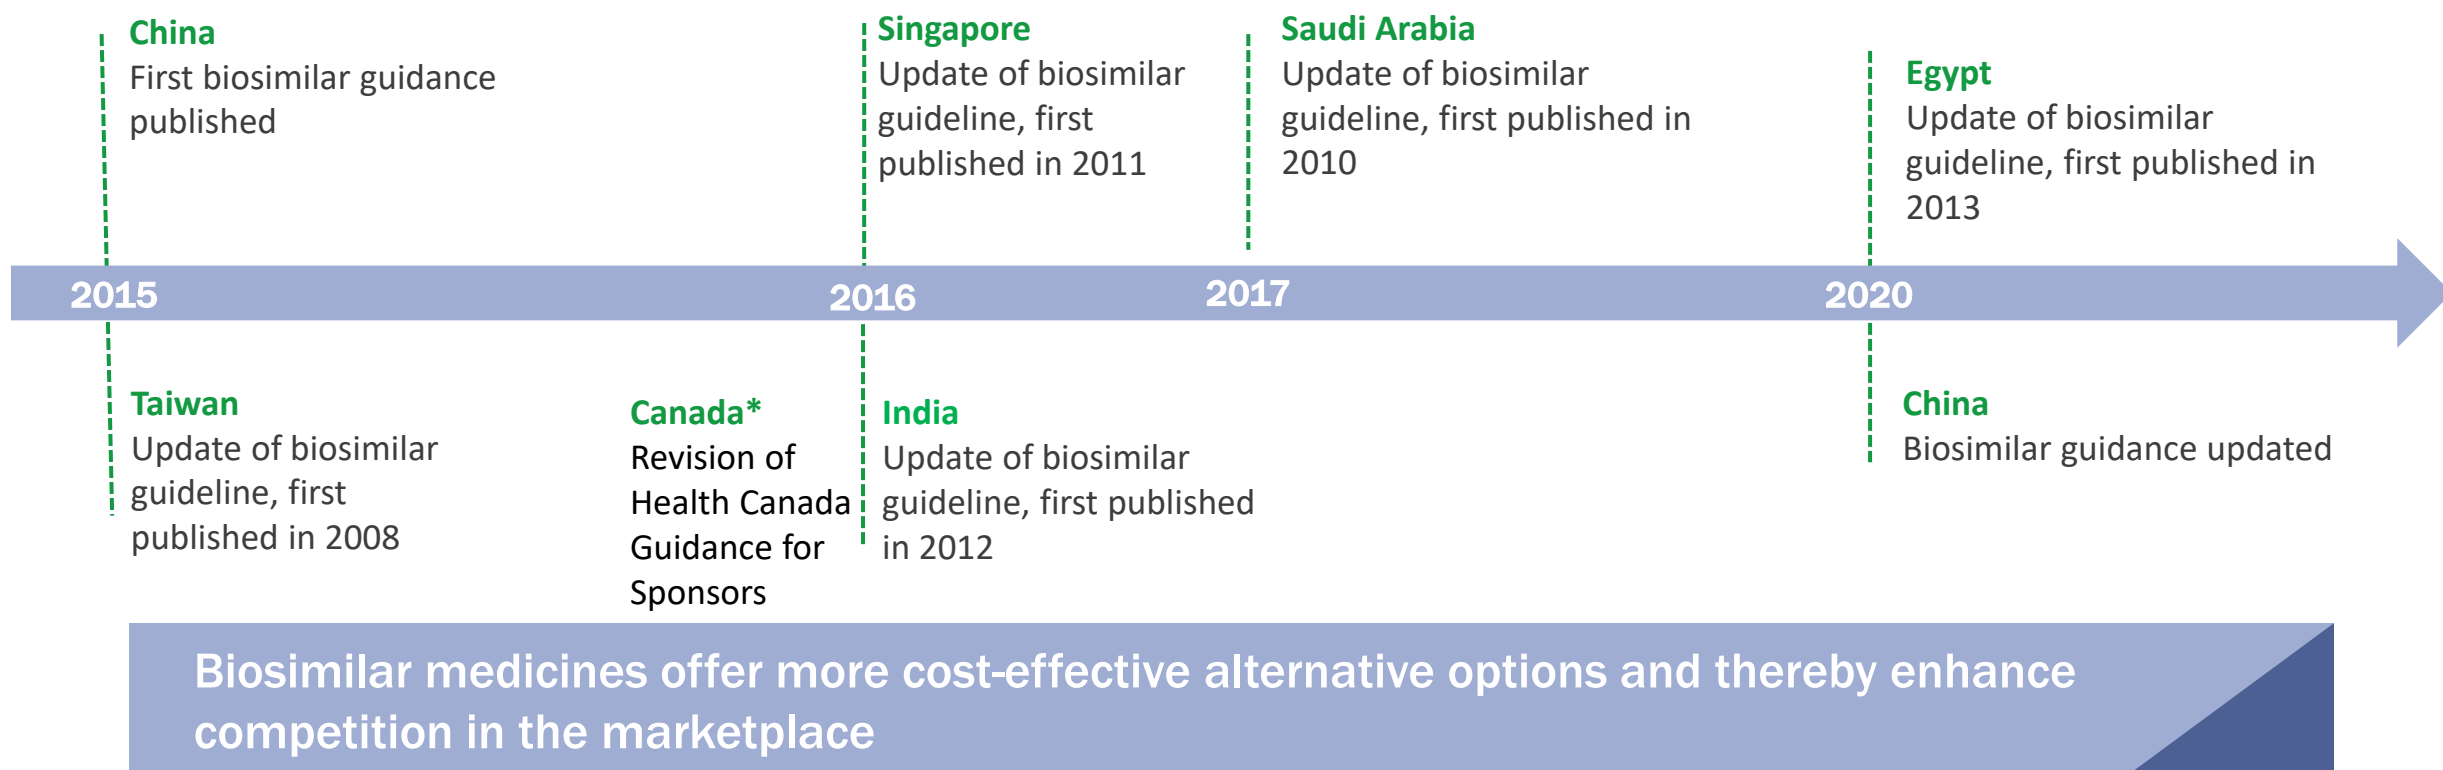 China
First biosimilar guidance
published
Singapore
Update of biosimilar
guideline, first
published in 2011
Saudi Arabia
Update of biosimilar
guideline, first published in
2010
Egypt
Update of biosimilar
guideline, first published in
2013
2015
2016
2017
2020
Taiwan
Update of biosimilar
guideline, first
published in 2008
Canada*
Revision of
Health Canada
Guidance for
Sponsors
India
Update of biosimilar
guideline, first published
in 2012
China
Biosimilar guidance updated
Biosimilar medicines offer more cost-effective alternative options and thereby enhance
competition in the marketplace